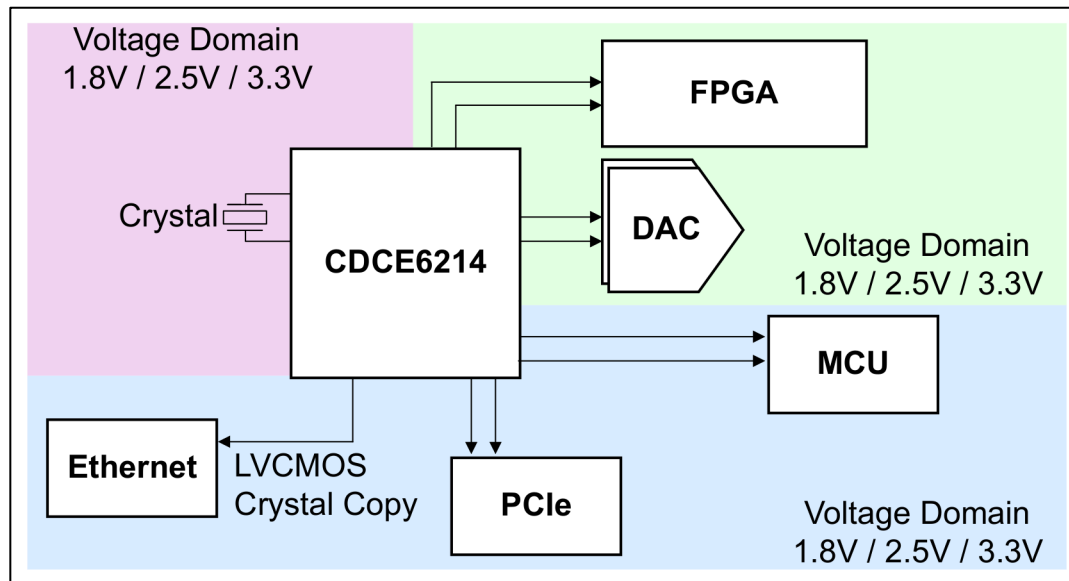 Voltage Domain
1.8V / 2.5V / 3.3V
FPGA
Crystal
CDCE6214
DAC
Voltage Domain
1.8V / 2.5V / 3.3V
MCU
Ethernet
LVCMOS
Crystal Copy
PCIe
Voltage Domain
1.8V / 2.5V / 3.3V